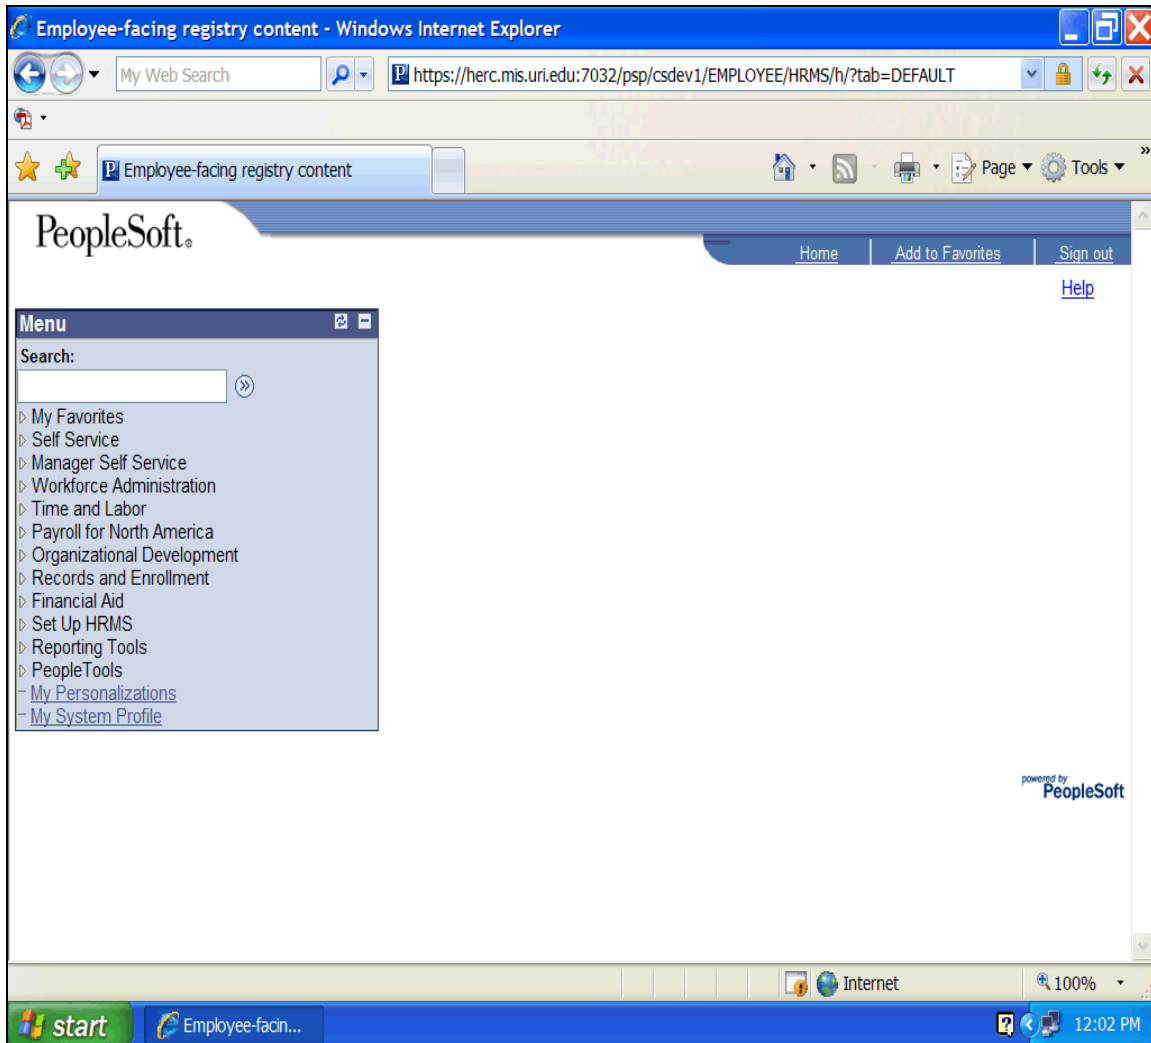 Employee-facing registry content - Windows Internet Explorer
My Web Search
https://herc.mis.uri.edu:7032/psp/csdev1/EMPLOYEE/HRMS/h/?tab=DEFAULT
Employee-facing registry content
Page
Tools
»
PeopleSoft®
Home
Add to Favorites
Sign out
Help
Menu
Search:
My Favorites
Self Service
Manager Self Service
Workforce Administration
Time and Labor
Payroll for North America
Organizational Development
Records and Enrollment
Financial Aid
Set Up HRMS
Reporting Tools
PeopleTools
My Personalizations
My System Profile
powered by
PeopleSoft
Internet
100%
start
Employee-facin...
12:02 PM